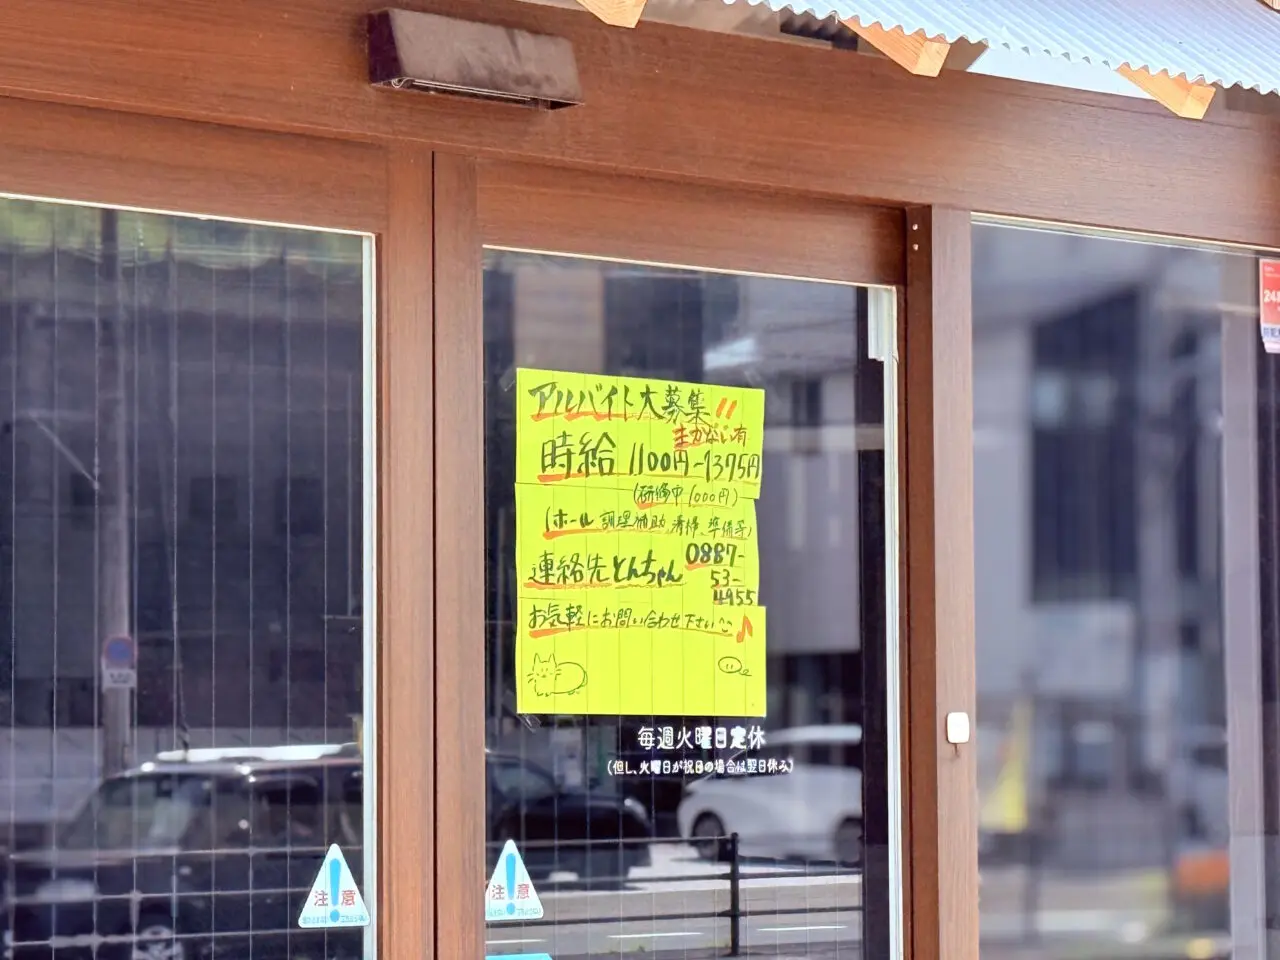 アルバイト大募集!!
まかない有
時給 1100円~1375円
(研修中1000円)
(ホール 調理補助、清掃、準備等)
連絡先とんちゃん 0887-
53-
4955
お気軽にお問い合わせ下さい♪
毎週火曜日定休
(但し、火曜日が祝日の場合は翌日休み)
注意
注意
24